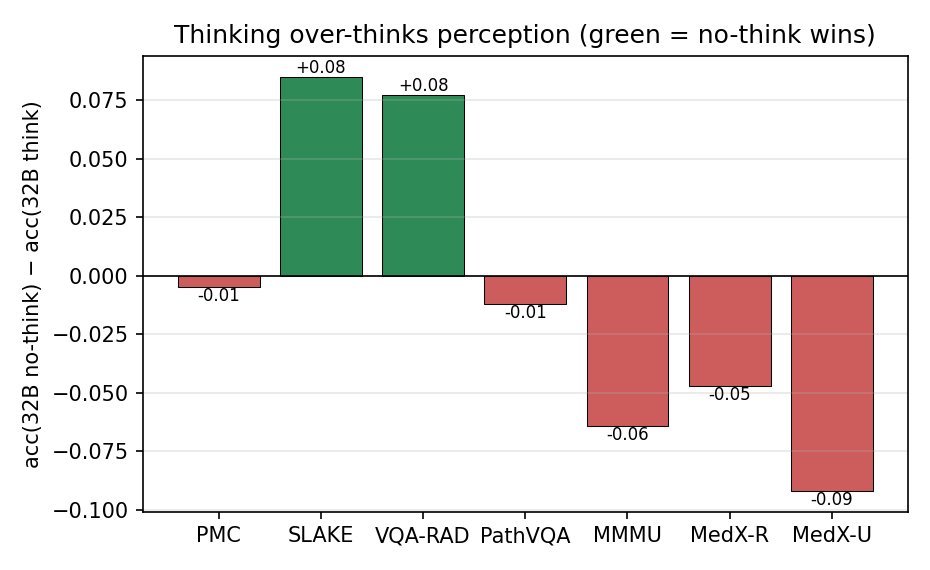 Thinking over-thinks perception (green = no-think wins)
acc(32B no-think) − acc(32B think)
0.075
0.050
0.025
0.000
−0.025
−0.050
−0.075
−0.100
-0.01
+0.08
+0.08
-0.01
-0.06
-0.05
-0.09
PMC
SLAKE
VQA-RAD
PathVQA
MMMU
MedX-R
MedX-U